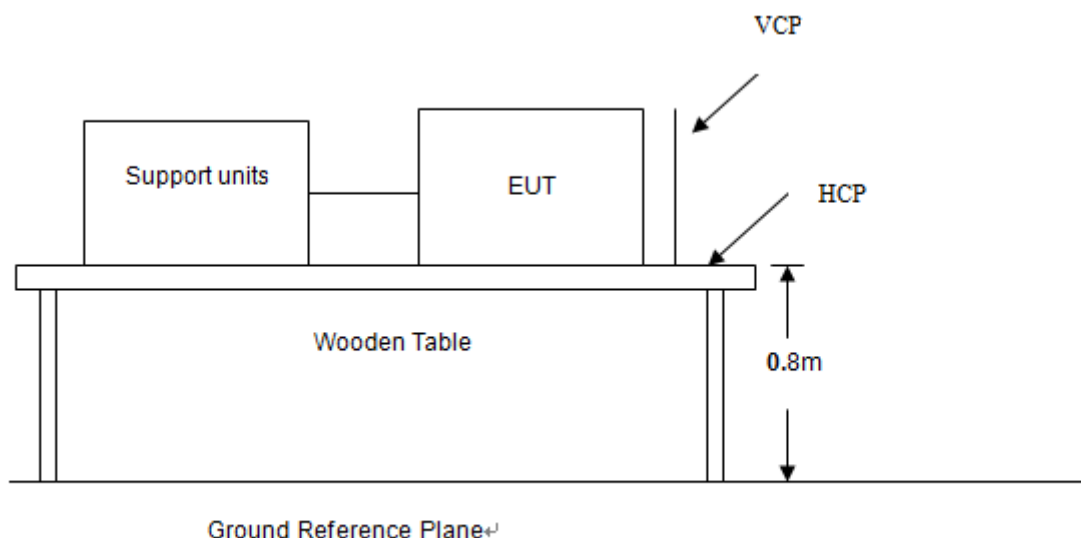 VCP
Support units
EUT
HCP
Wooden Table
0.8m
Ground Reference Plane↵